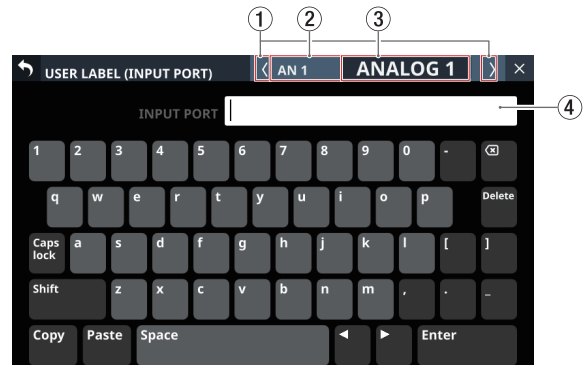 ① ② ③
USER LABEL (INPUT PORT) AN 1 ANALOG 1
INPUT PORT ④
1 2 3 4 5 6 7 8 9 0 -
q w e r t y u i o p Delete
Caps lock a s d f g h j k l [ ]
Shift z x c v b n m , . _
Copy Paste Space Enter